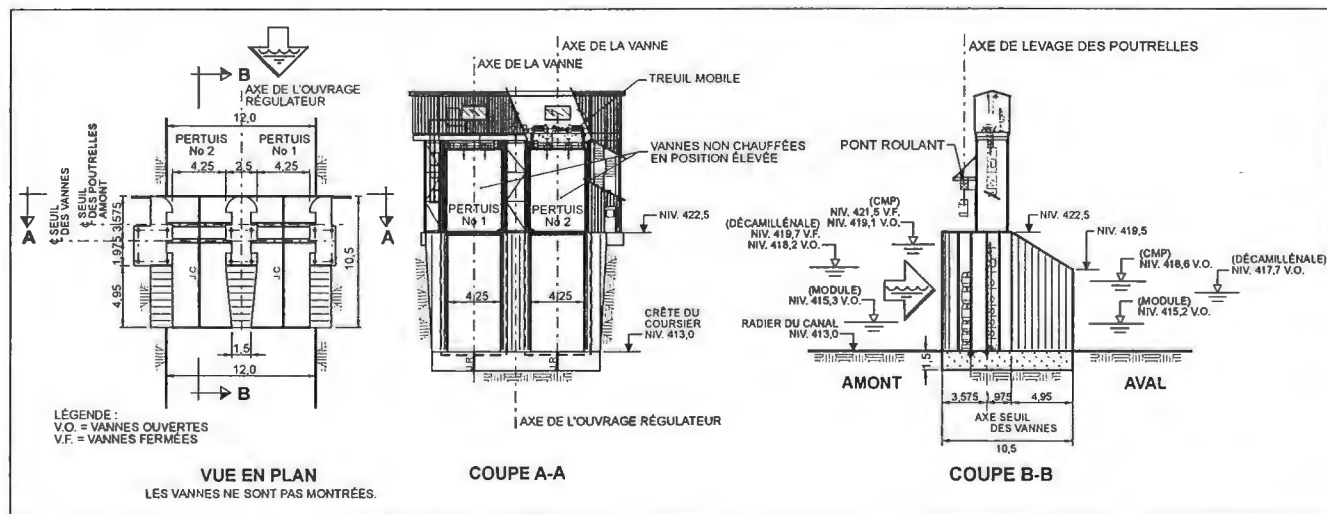 B
AXE DE L'OUVRAGE
RÉGULATEUR
12,0
PERTUIS
No 2
PERTUIS
No 1
4,25
2,5
4,25
℄ SEUIL
DES VANNES
℄ SEUIL
DES POUTRELLES
AMONT
A
A
3,575
1,975
4,95
10,5
J.C.
J.C.
1,5
12,0
B
LÉGENDE :
V.O. = VANNES OUVERTES
V.F. = VANNES FERMÉES
VUE EN PLAN
LES VANNES NE SONT PAS MONTRÉES.
AXE DE LA VANNE
AXE DE LA VANNE
TREUIL MOBILE
VANNES NON CHAUFFÉES
EN POSITION ÉLEVÉE
PERTUIS
No 1
PERTUIS
No 2
NIV. 422,5
4,25
4,25
CRÊTE DU
COURSIER
NIV. 413,0
AXE DE L'OUVRAGE RÉGULATEUR
COUPE A-A
AXE DE LEVAGE DES POUTRELLES
PONT ROULANT
(CMP)
NIV. 421,5 V.F.
NIV. 419,1 V.O.
(DÉCAMILLÉNALE)
NIV. 419,7 V.F.
NIV. 418,2 V.O.
NIV. 422,5
NIV. 419,5
(CMP)
NIV. 418,6 V.O.
(DÉCAMILLÉNALE)
NIV. 417,7 V.O.
(MODULE)
NIV. 415,3 V.O.
(MODULE)
NIV. 415,2 V.O.
RADIER DU CANAL
NIV. 413,0
1,5
AMONT
AVAL
3,575
1,975
4,95
AXE SEUIL
DES VANNES
10,5
COUPE B-B